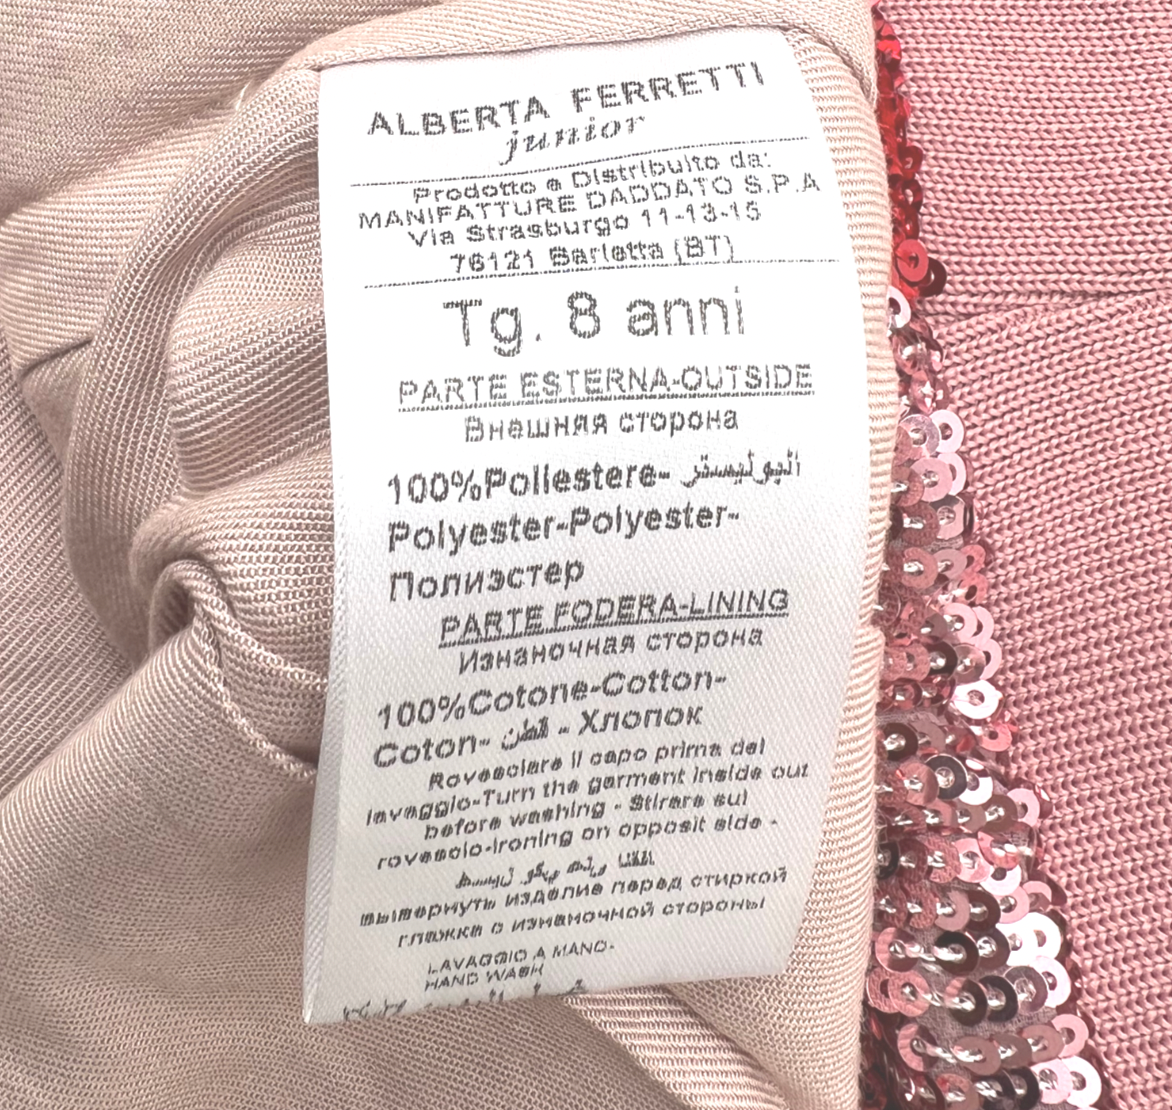 ALBERTA FERRETTI
junior
Prodotto e Distribuito da:
MANIFATTURE DADDATO S.P.A
Via Strasburgo 11-13-15
76121 Barletta (BT)
Tg. 8 anni
PARTE ESTERNA-OUTSIDE
Внешняя сторона
100%Poliestere-
Polyester-Polyester-
Полиэстер
PARTE FODERA-LINING
Изнаночная сторона
100%Cotone-Cotton-
Coton- قطن - Хлопок
Rovesciare il capo prima del
lavaggio-Turn the garment inside out
before washing - Stirare sul
rovescio-Ironing on opposit side -
вывернуть изделие перед стиркой
глажка с изнаночной стороны
LAVAGGIO A MANO-
HAND WASH